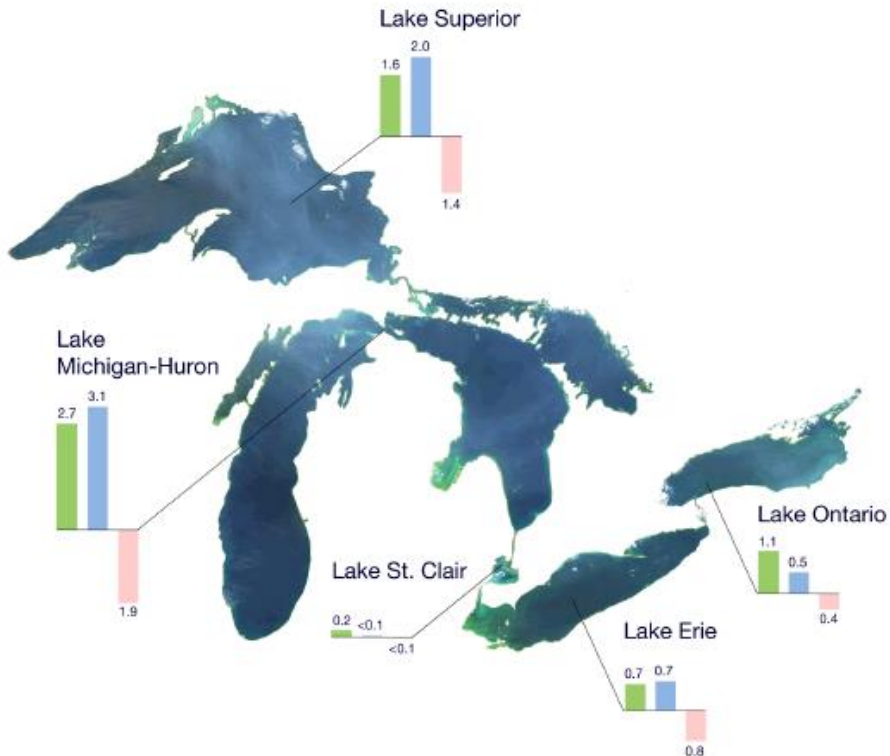 Lake Superior
1.6
2.0
1.4
Lake
Michigan-Huron
2.7
3.1
1.9
Lake Ontario
1.1
0.5
0.4
Lake St. Clair
0.2
<0.1
<0.1
Lake Erie
0.7
0.7
0.8